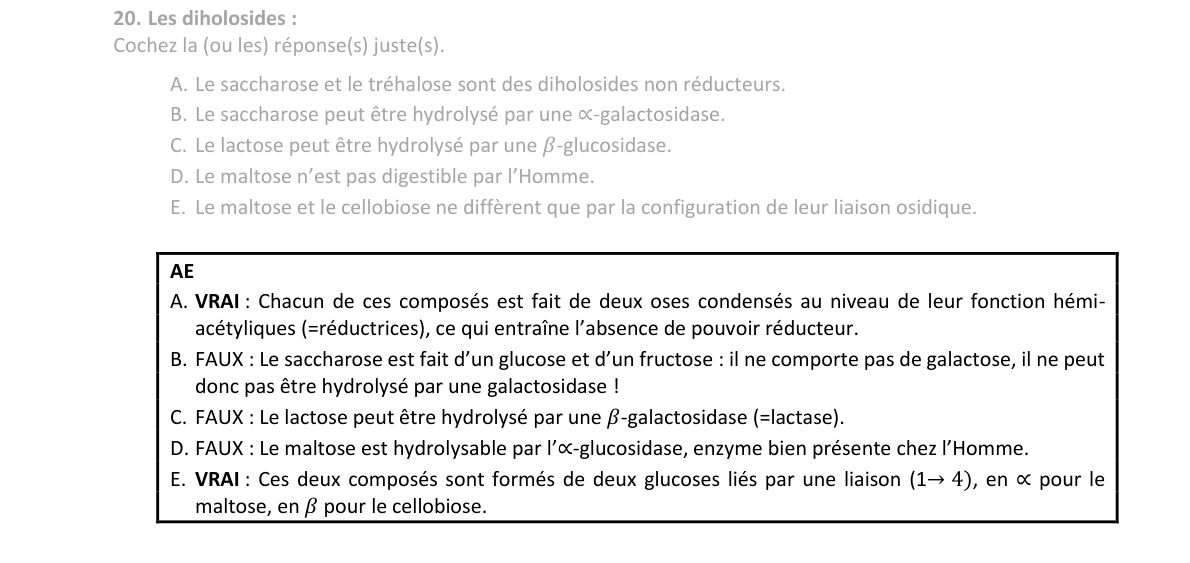 20. Les diholosides :
Cochez la (ou les) réponse(s) juste(s).
A. Le saccharose et le tréhalose sont des diholosides non réducteurs.
B. Le saccharose peut être hydrolysé par une ∝-galactosidase.
C. Le lactose peut être hydrolysé par une β-glucosidase.
D. Le maltose n’est pas digestible par l’Homme.
E. Le maltose et le cellobiose ne diffèrent que par la configuration de leur liaison osidique.
AE
A. VRAI : Chacun de ces composés est fait de deux oses condensés au niveau de leur fonction hémi-
acétyliques (=réductrices), ce qui entraîne l’absence de pouvoir réducteur.
B. FAUX : Le saccharose est fait d’un glucose et d’un fructose : il ne comporte pas de galactose, il ne peut
donc pas être hydrolysé par une galactosidase !
C. FAUX : Le lactose peut être hydrolysé par une β-galactosidase (=lactase).
D. FAUX : Le maltose est hydrolysable par l’∝-glucosidase, enzyme bien présente chez l’Homme.
E. VRAI : Ces deux composés sont formés de deux glucoses liés par une liaison (1→ 4), en ∝ pour le
maltose, en β pour le cellobiose.